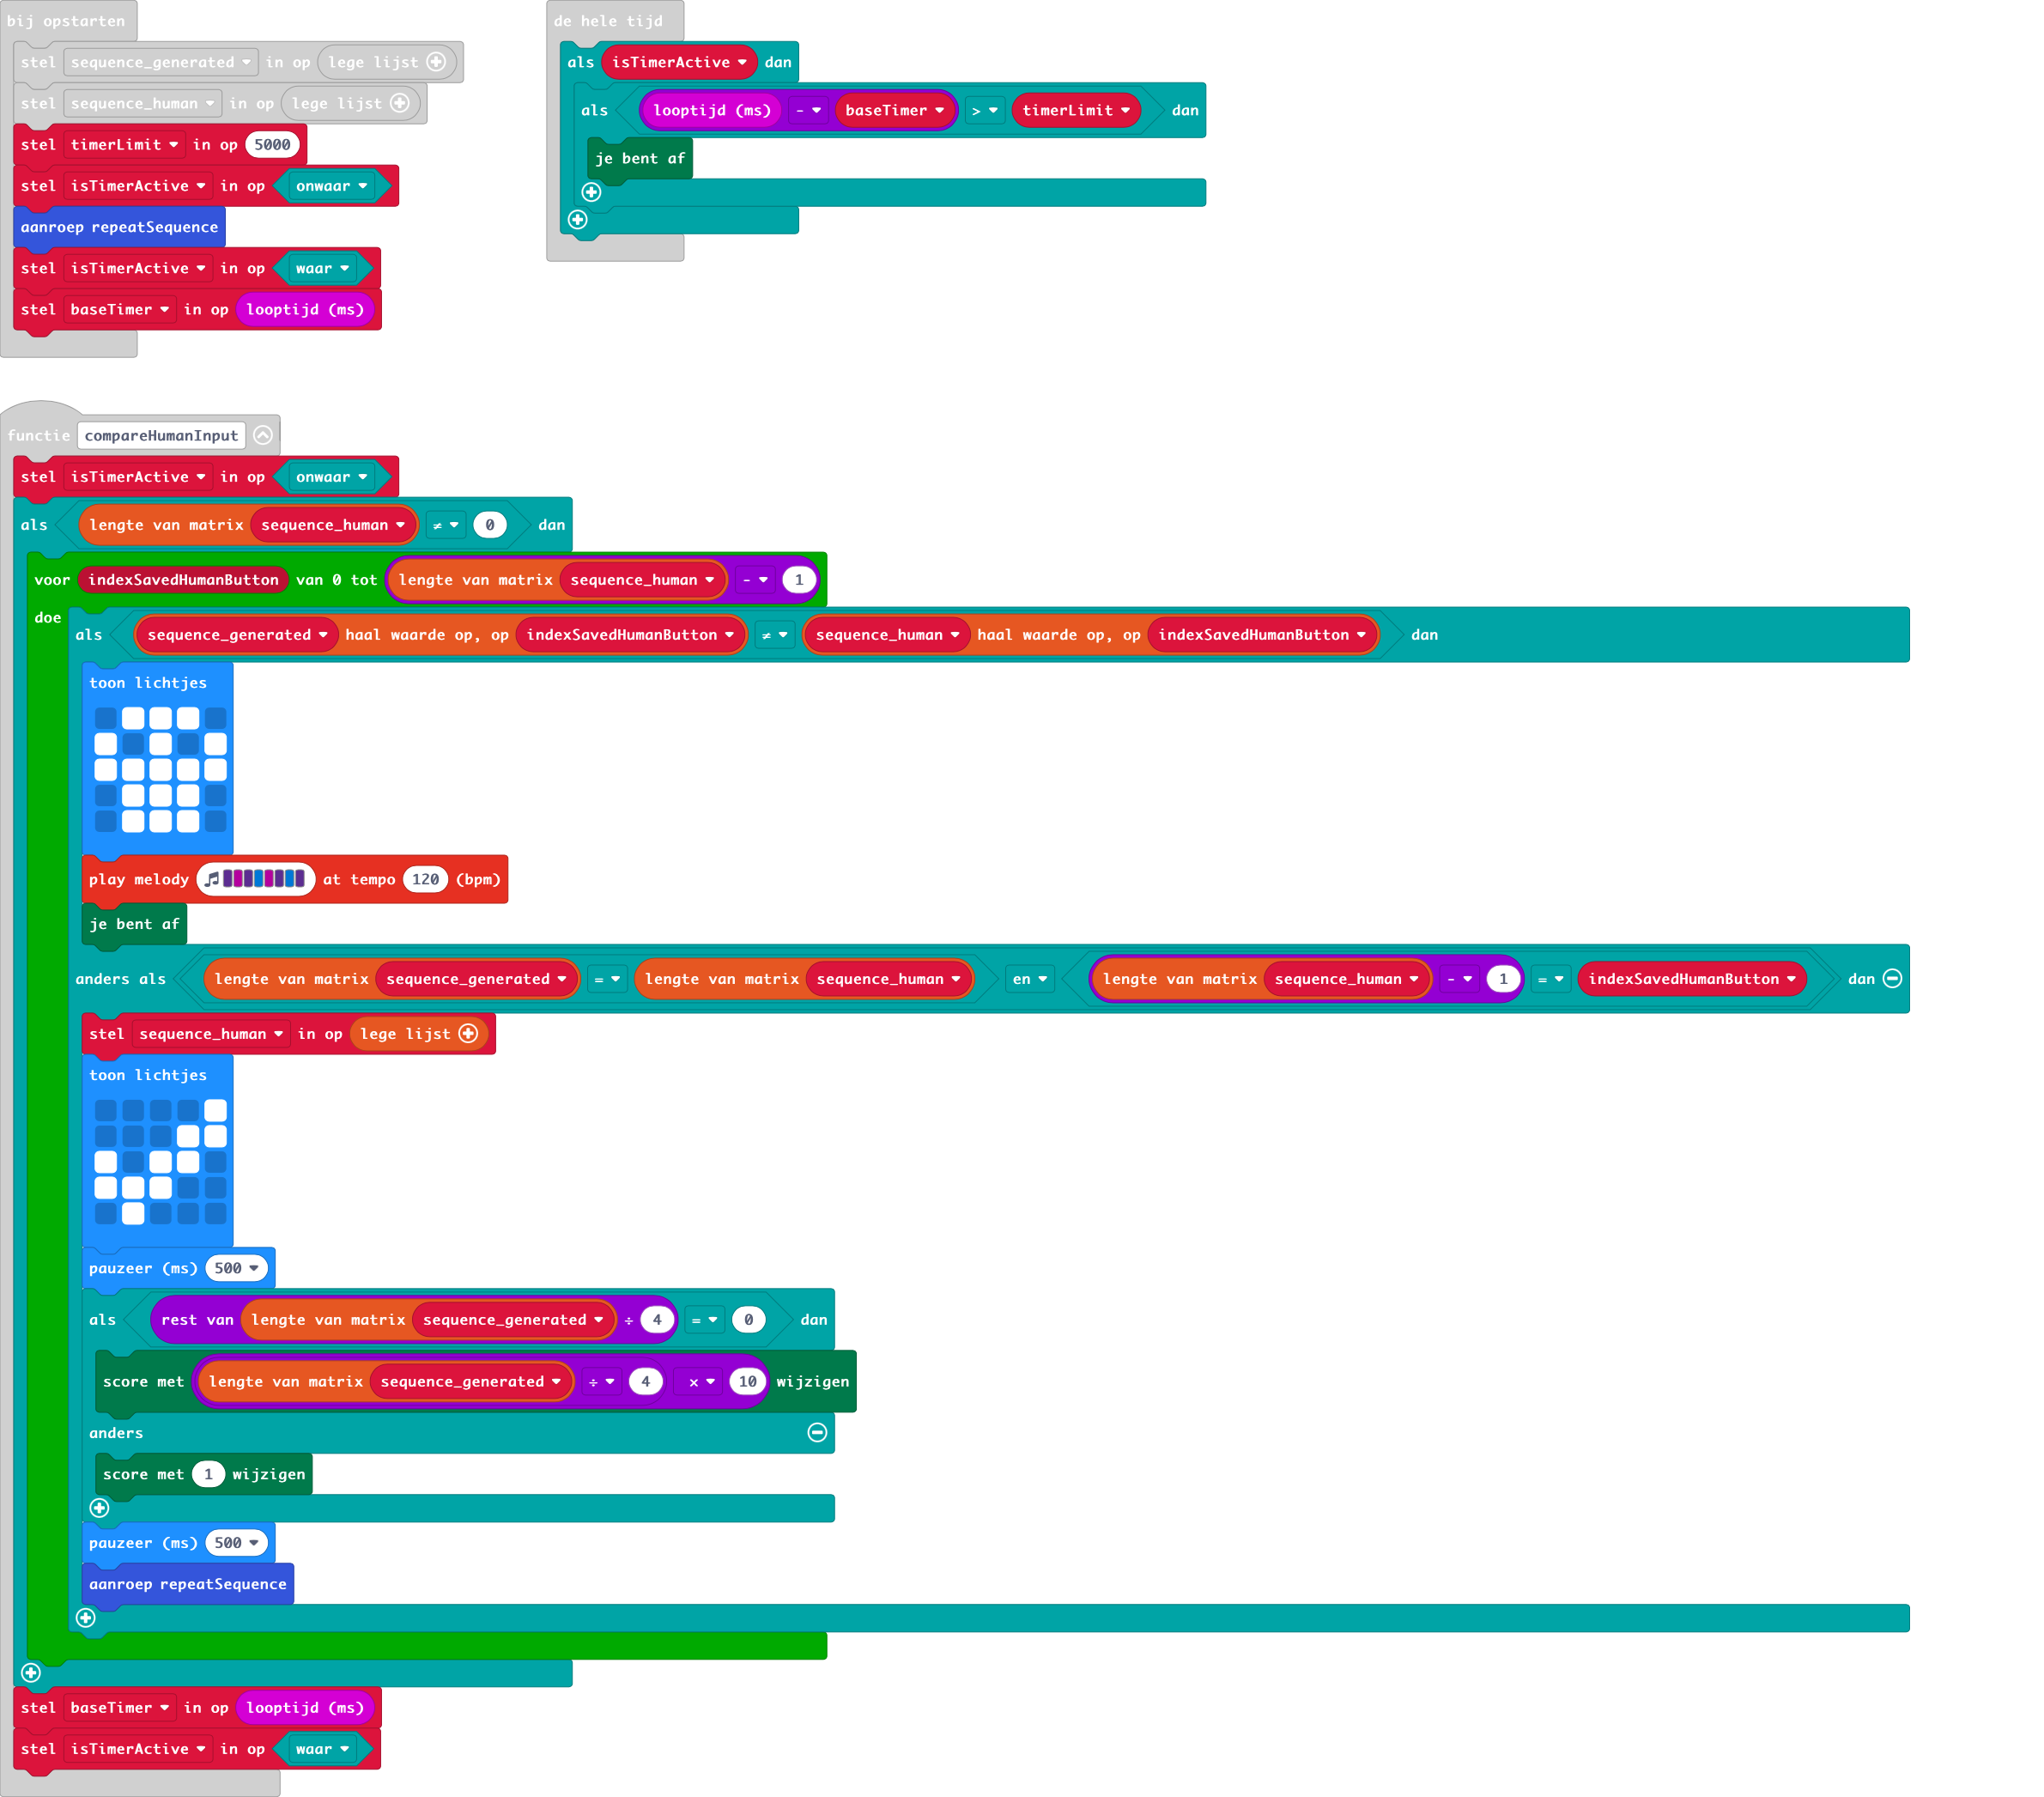 bij opstarten
stel sequence_generated in op lege lijst
stel sequence_human in op lege lijst
stel timerLimit in op 5000
stel isTimerActive in op onwaar
aanroep repeatSequence
stel isTimerActive in op waar
stel baseTimer in op looptijd (ms)
de hele tijd
als isTimerActive dan
als looptijd (ms) - baseTimer > timerLimit dan
je bent af
functie compareHumanInput
stel isTimerActive in op onwaar
als lengte van matrix sequence_human ≠ 0 dan
voor indexSavedHumanButton van 0 tot lengte van matrix sequence_human - 1
doe
als sequence_generated haal waarde op, op indexSavedHumanButton ≠ sequence_human haal waarde op, op indexSavedHumanButton dan
toon lichtjes
play melody at tempo 120 (bpm)
je bent af
anders als lengte van matrix sequence_generated = lengte van matrix sequence_human en lengte van matrix sequence_human - 1 = indexSavedHumanButton dan
stel sequence_human in op lege lijst
toon lichtjes
pauzeer (ms) 500
als rest van lengte van matrix sequence_generated ÷ 4 = 0 dan
score met lengte van matrix sequence_generated ÷ 4 × 10 wijzigen
anders
score met 1 wijzigen
pauzeer (ms) 500
aanroep repeatSequence
stel baseTimer in op looptijd (ms)
stel isTimerActive in op waar